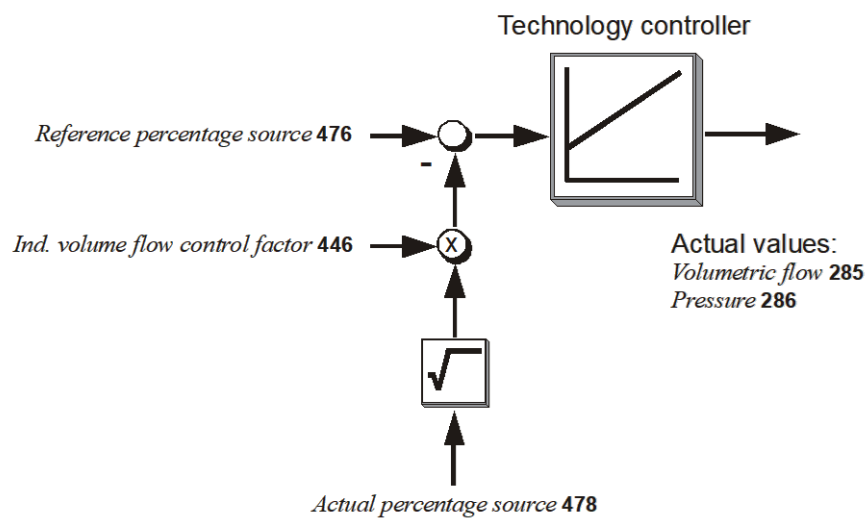 Technology controller
Reference percentage source 476
-
Ind. volume flow control factor 446
X
Actual values:
Volumetric flow 285
Pressure 286
√
Actual percentage source 478